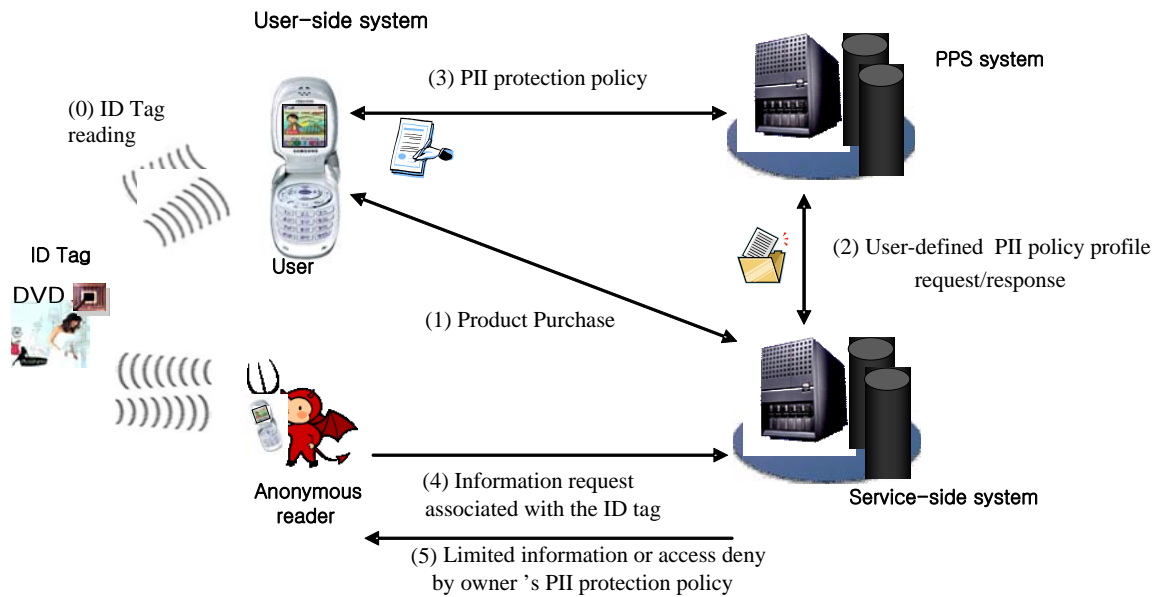 User-side system
PPS system
(3) PII protection policy
(0) ID Tag
reading
SAMSUNG
User
ID Tag
DVD
(2) User-defined PII policy profile
request/response
(1) Product Purchase
Anonymous
reader
(4) Information request
associated with the ID tag
Service-side system
(5) Limited information or access deny
by owner 's PII protection policy